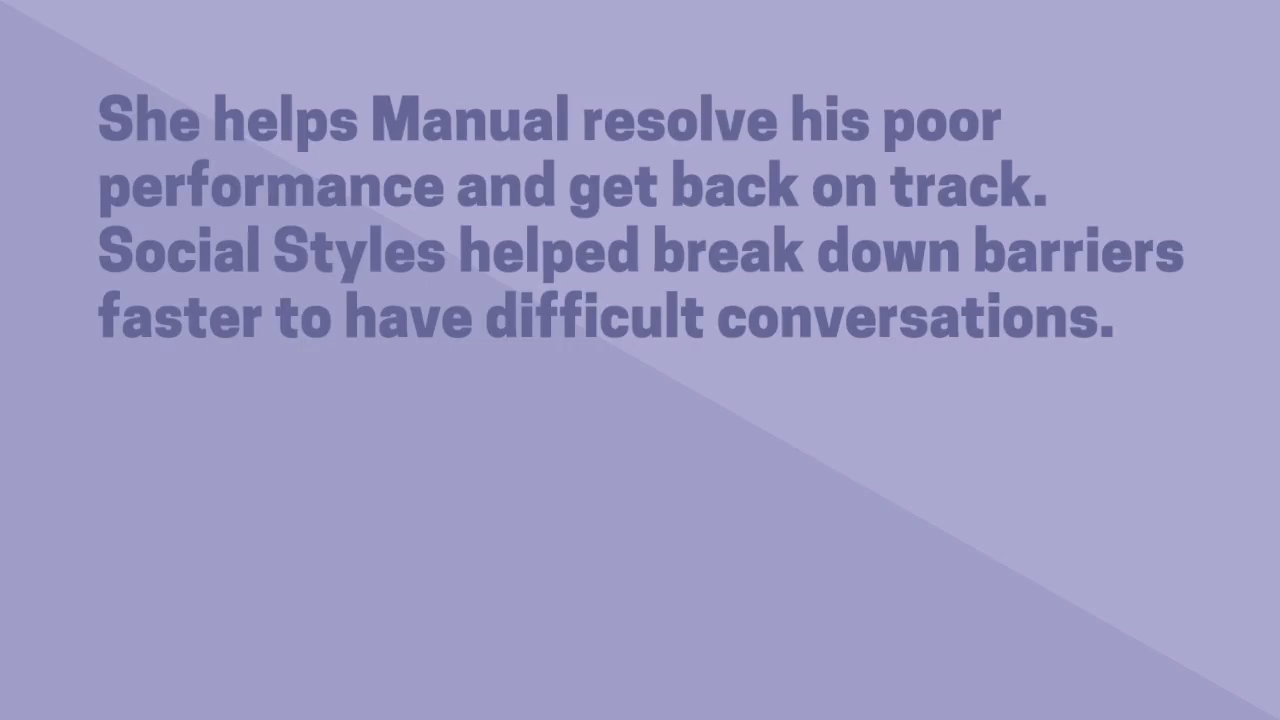 She helps Manual resolve his poor
performance and get back on track.
Social Styles helped break down barriers
faster to have difficult conversations.